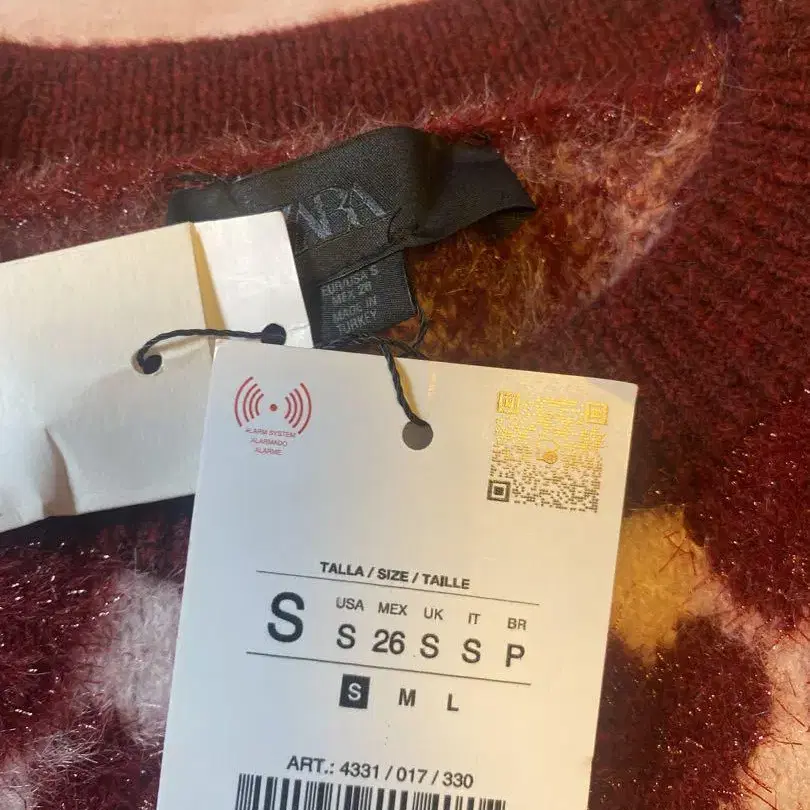 ZARA
EUR/USA S
MEX 26
MADE IN
TURKEY
ALARM SYSTEM
ALARMADO
ALARME
TALLA / SIZE / TAILLE
S
USA MEX UK IT BR
S 26 S S P
S M L
ART.: 4331 / 017 / 330